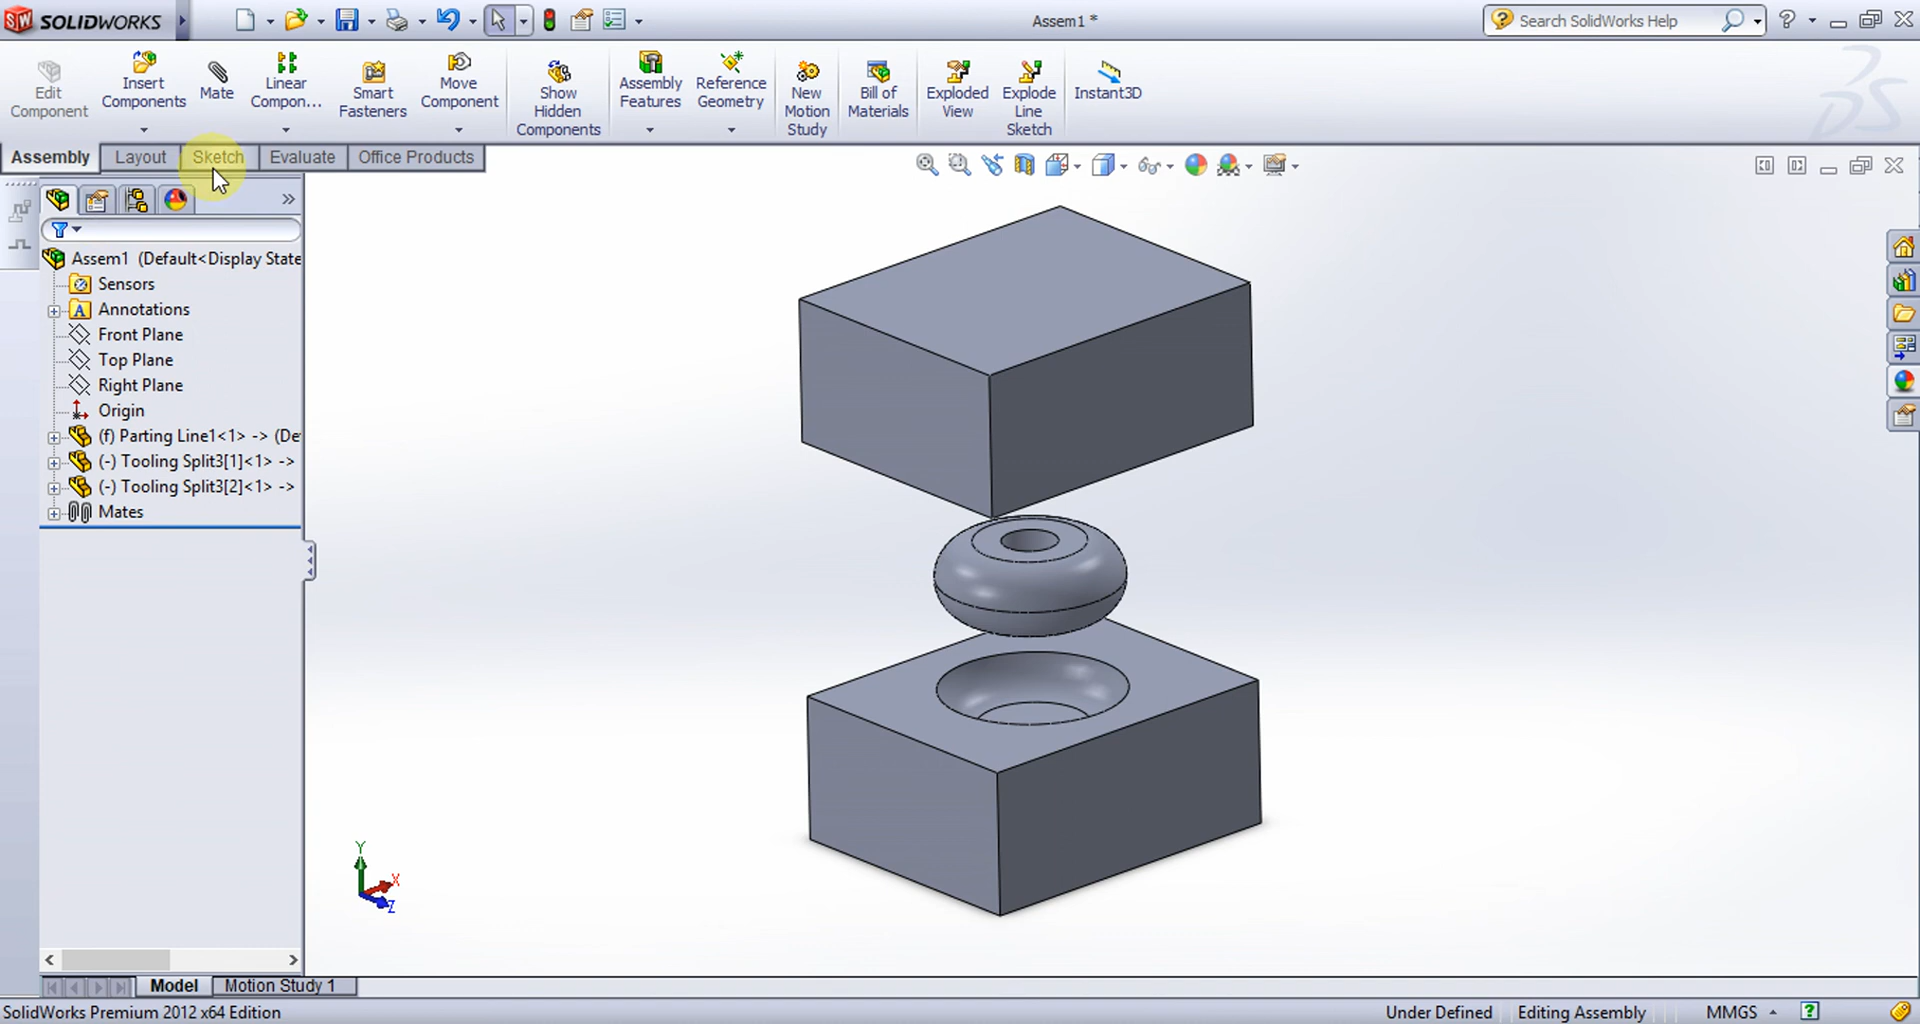 SW SOLIDWORKS
Assem1 *
Search SolidWorks Help
Edit
Component
Insert
Components
Mate
Linear
Compon...
Smart
Fasteners
Move
Component
Show
Hidden
Components
Assembly
Features
Reference
Geometry
New
Motion
Study
Bill of
Materials
Exploded
View
Explode
Line
Sketch
Instant3D
Assembly
Layout
Sketch
Evaluate
Office Products
Assem1 (Default<Display State
Sensors
A Annotations
Front Plane
Top Plane
Right Plane
Origin
(f) Parting Line1<1> -> (De
(-) Tooling Split3[1]<1> ->
(-) Tooling Split3[2]<1> ->
Mates
Y
X
Z
Model
Motion Study 1
SolidWorks Premium 2012 x64 Edition
Under Defined
Editing Assembly
MMGS